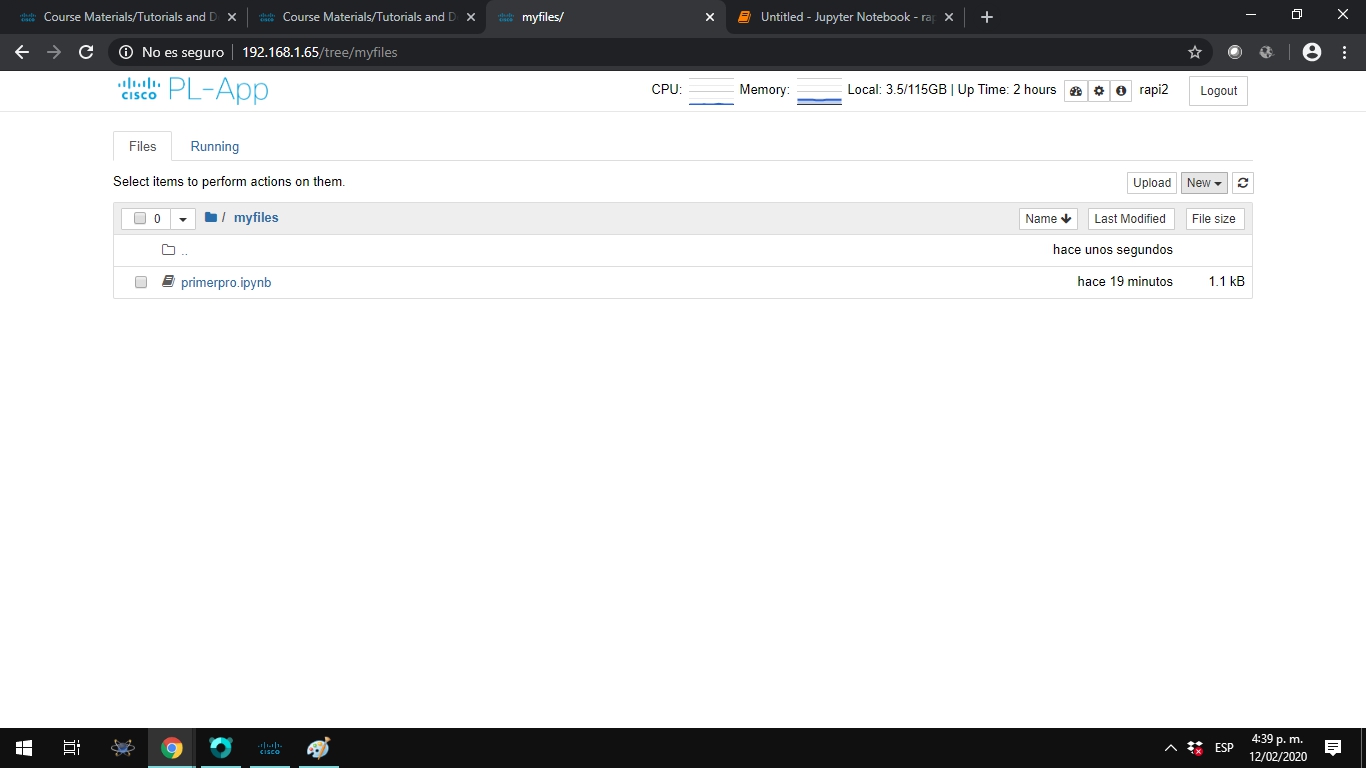 Course Materials/Tutorials and D
Course Materials/Tutorials and D
myfiles/
Untitled - Jupyter Notebook - rap
No es seguro
192.168.1.65/tree/myfiles
CISCO PL-App
CPU:
Memory:
Local: 3.5/115GB | Up Time: 2 hours
rapi2
Logout
Files
Running
Select items to perform actions on them.
Upload
New
0
/ myfiles
Name
Last Modified
File size
..
hace unos segundos
primerpro.ipynb
hace 19 minutos
1.1 kB
CISCO
ESP
4:39 p. m.
12/02/2020